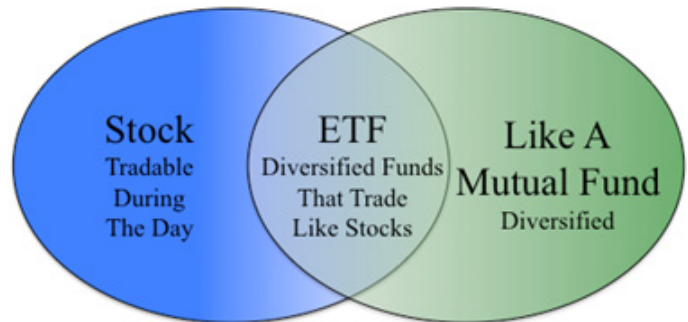 Stock
Tradable
During
The Day
ETF
Diversified Funds
That Trade
Like Stocks
Like A
Mutual Fund
Diversified